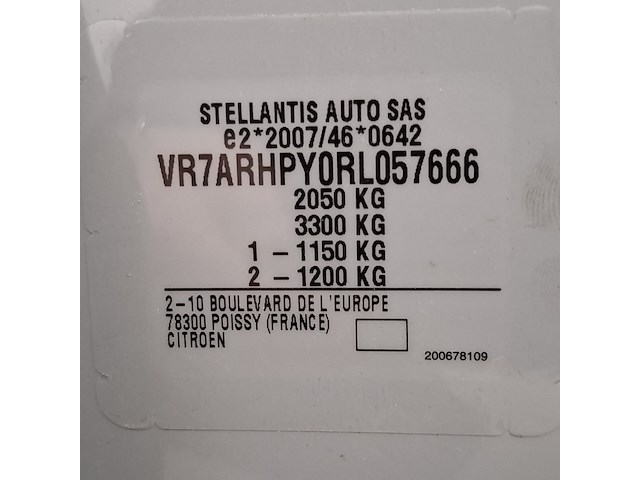 STELLANTIS AUTO SAS
e2*2007/46*0642
VR7ARHPY0RL057666
2050 KG
3300 KG
1 - 1150 KG
2 - 1200 KG
2-10 BOULEVARD DE L'EUROPE
78300 POISSY (FRANCE)
CITROEN
200678109